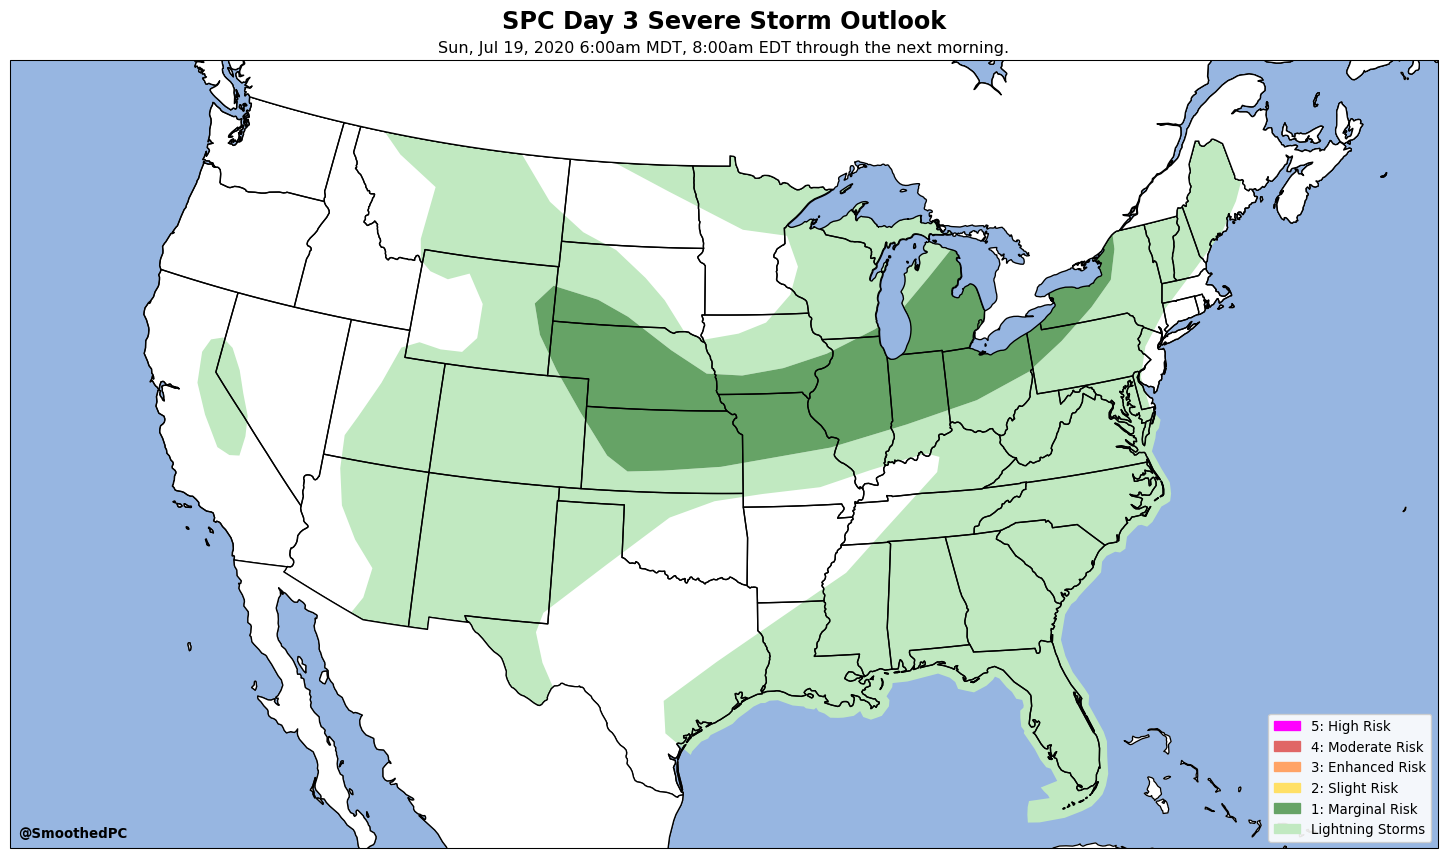 SPC Day 3 Severe Storm Outlook
Sun, Jul 19, 2020 6:00am MDT, 8:00am EDT through the next morning.
5: High Risk
4: Moderate Risk
3: Enhanced Risk
2: Slight Risk
1: Marginal Risk
Lightning Storms
@SmoothedPC